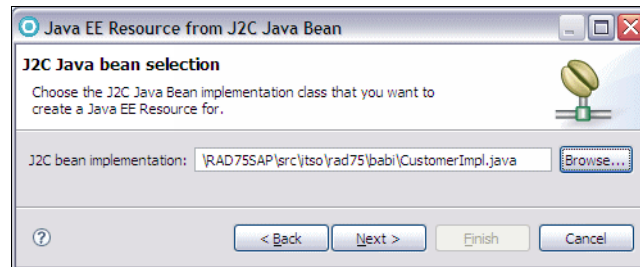 Java EE Resource from J2C Java Bean
J2C Java bean selection
Choose the J2C Java Bean implementation class that you want to
create a Java EE Resource for.
J2C bean implementation: \RAD75SAP\src\itso\rad75\babi\CustomerImpl.java Browse...
? < Back Next > Finish Cancel